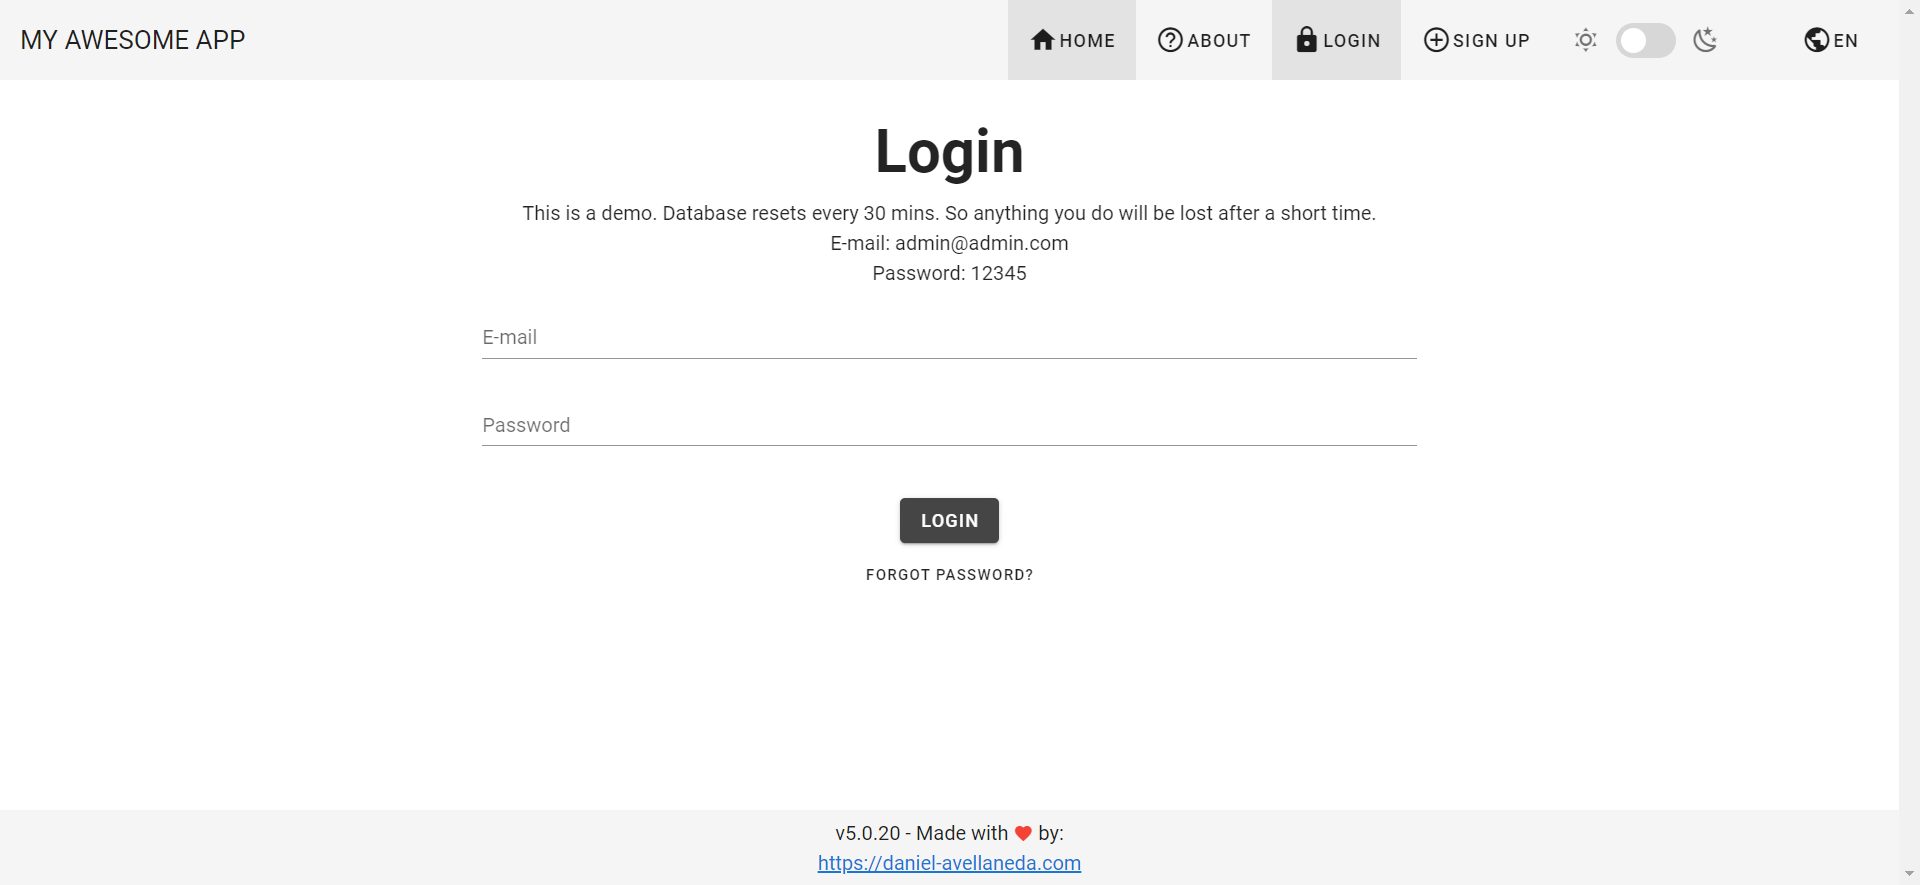 MY AWESOME APP
HOME
ABOUT
LOGIN
SIGN UP
EN
Login
This is a demo. Database resets every 30 mins. So anything you do will be lost after a short time.
E-mail: admin@admin.com
Password: 12345
E-mail
Password
LOGIN
FORGOT PASSWORD?
v5.0.20 - Made with ❤ by:
https://daniel-avellaneda.com